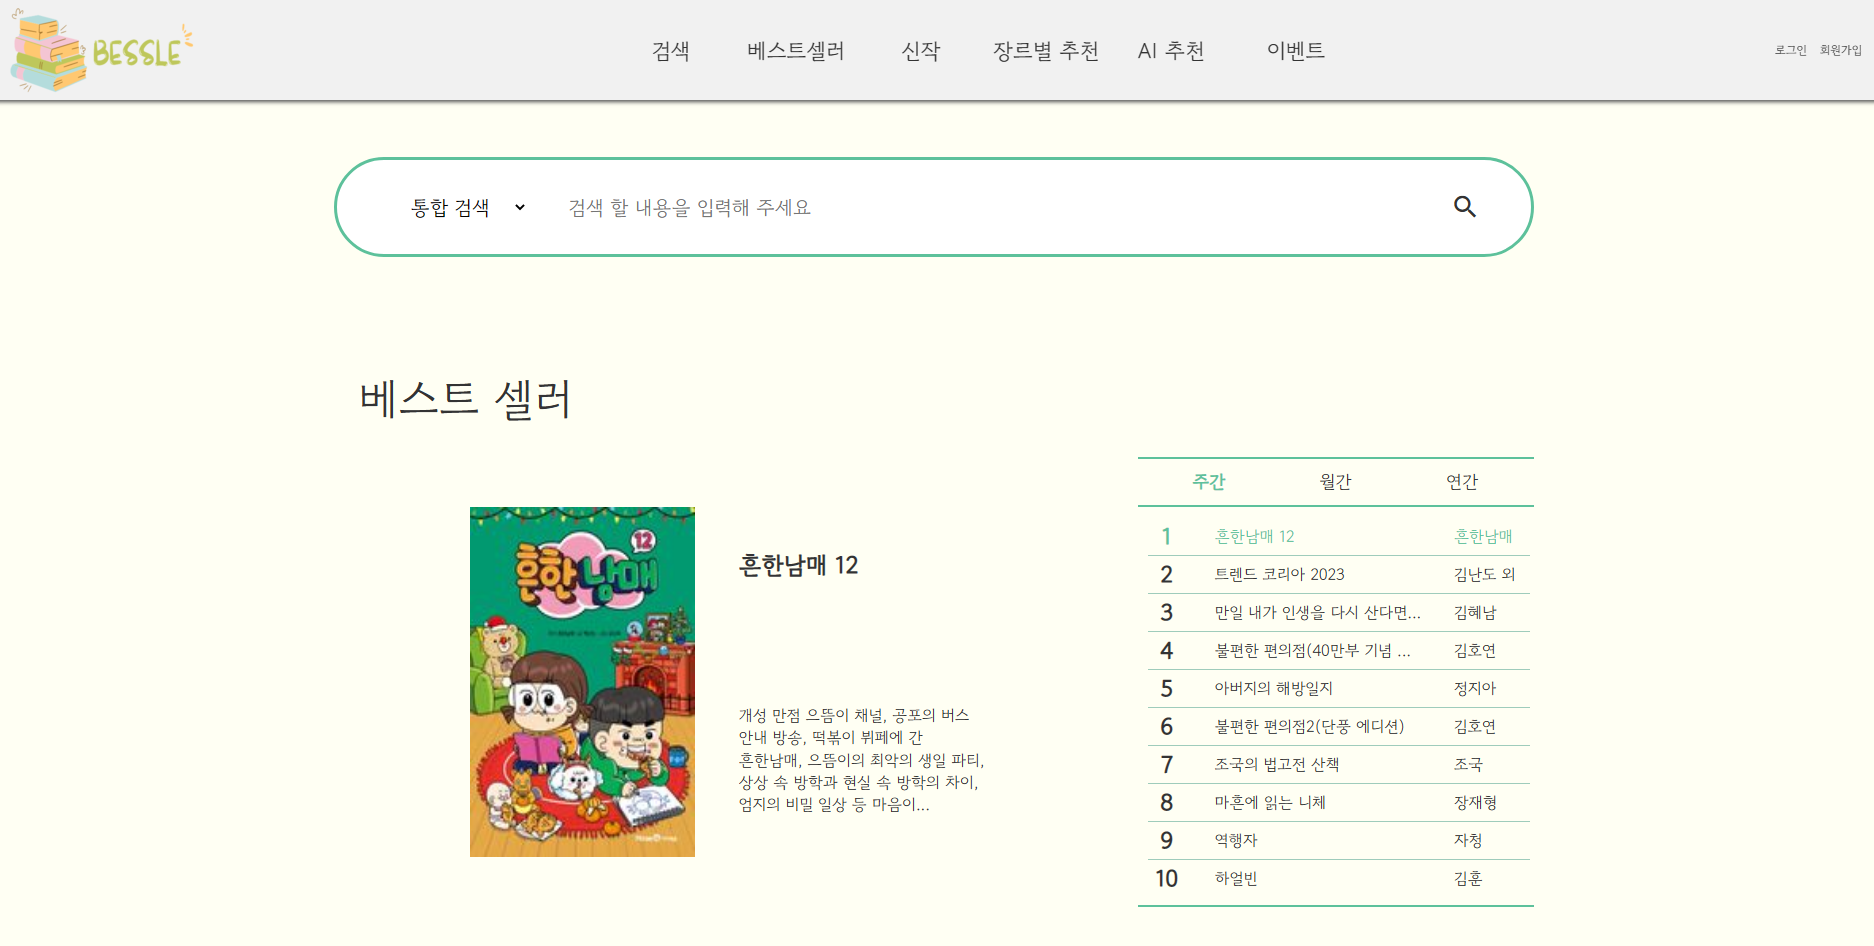 BESSLE
검색 베스트셀러 신작 장르별 추천 AI 추천 이벤트
로그인 회원가입
통합 검색 검색 할 내용을 입력해 주세요
베스트 셀러
12
흔한남매
흔한남매 12
개성 만점 으뜸이 채널, 공포의 버스
안내 방송, 떡볶이 뷔페에 간
흔한남매, 으뜸이의 최악의 생일 파티,
상상 속 방학과 현실 속 방학의 차이,
엄지의 비밀 일상 등 마음이...
주간 월간 연간
1 흔한남매 12 흔한남매
2 트렌드 코리아 2023 김난도 외
3 만일 내가 인생을 다시 산다면... 김혜남
4 불편한 편의점(40만부 기념 ... 김호연
5 아버지의 해방일지 정지아
6 불편한 편의점2(단풍 에디션) 김호연
7 조국의 법고전 산책 조국
8 마흔에 읽는 니체 장재형
9 역행자 자청
10 하얼빈 김훈